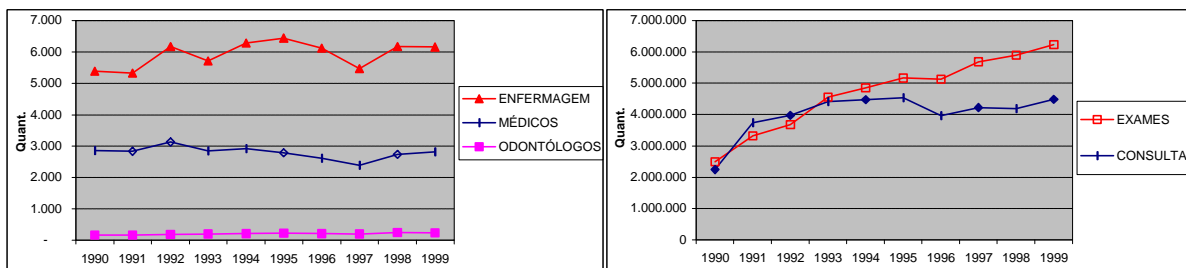 7.000
6.000
5.000
4.000
3.000
2.000
1.000
-
Quant.
1990 1991 1992 1993 1994 1995 1996 1997 1998 1999
ENFERMAGEM
MÉDICOS
ODONTÓLOGOS
7.000.000
6.000.000
5.000.000
4.000.000
3.000.000
2.000.000
1.000.000
0
Quant.
1990 1991 1992 1993 1994 1995 1996 1997 1998 1999
EXAMES
CONSULTA